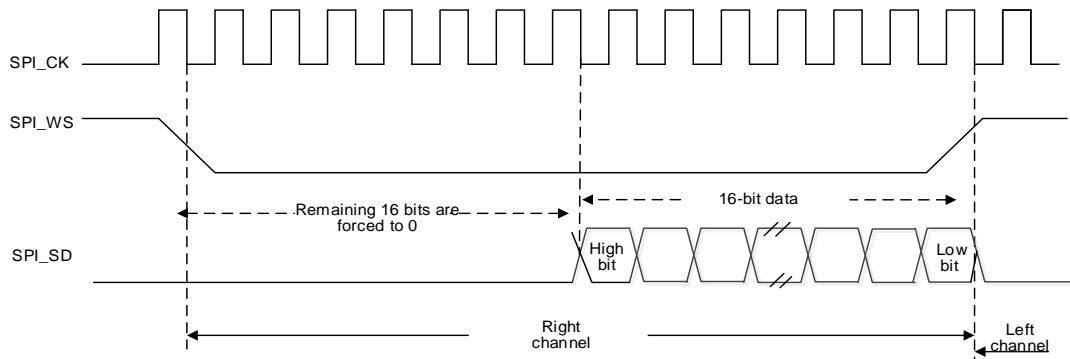 SPI_CK
SPI_WS
Remaining 16 bits are
forced to 0
16-bit data
SPI_SD
High
bit
Low
bit
Right
channel
Left
channel